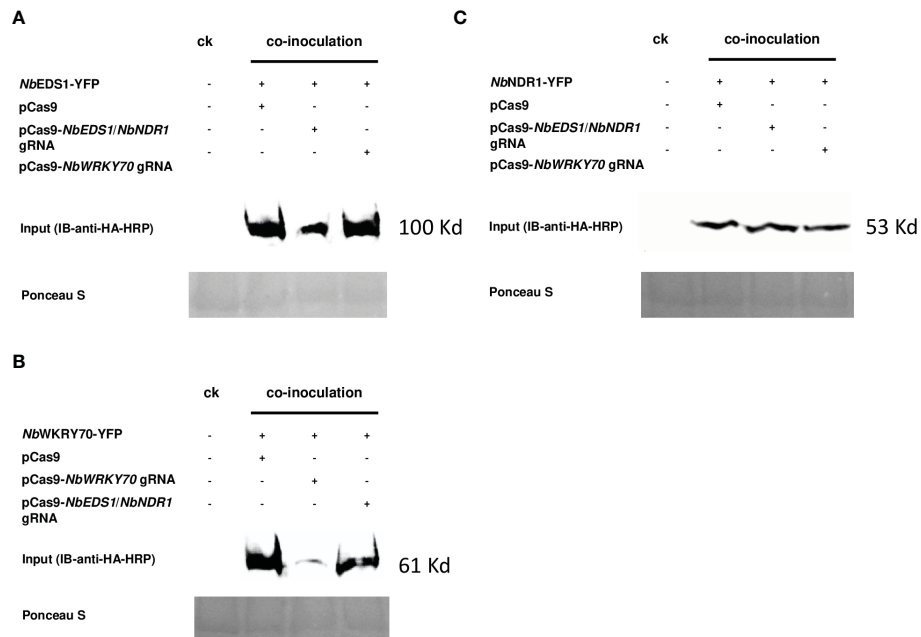 A
ck co-inoculation
NbEDS1-YFP - + + +
pCas9 - + - -
pCas9-NbEDS1/NbNDR1 - - + -
gRNA
pCas9-NbWRKY70 gRNA - - - +
Input (IB-anti-HA-HRP) 100 Kd
Ponceau S
B
ck co-inoculation
NbWKRY70-YFP - + + +
pCas9 - + - -
pCas9-NbWRKY70 gRNA - - + -
pCas9-NbEDS1/NbNDR1 - - - +
gRNA
Input (IB-anti-HA-HRP) 61 Kd
Ponceau S
C
ck co-inoculation
NbNDR1-YFP - + + +
pCas9 - + - -
pCas9-NbEDS1/NbNDR1 - - + -
gRNA
pCas9-NbWRKY70 gRNA - - - +
Input (IB-anti-HA-HRP) 53 Kd
Ponceau S